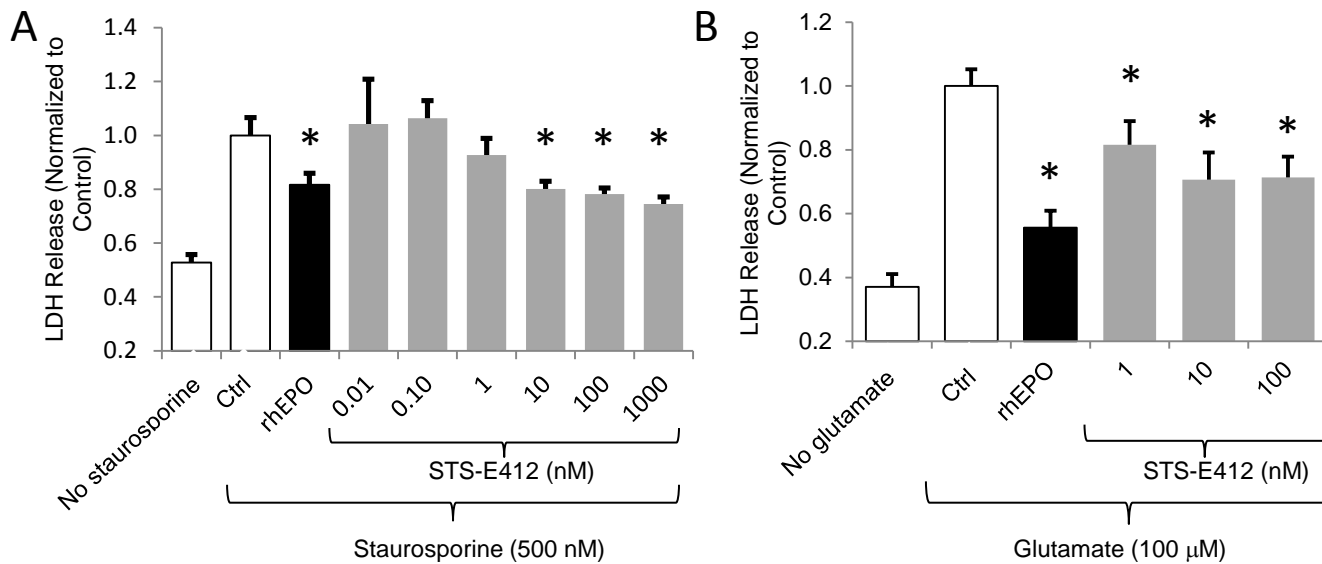 A
LDH Release (Normalized to
Control)
1.4
1.2
1.0
0.8
0.6
0.4
0.2
*
* * *
No staurosporine
Ctrl
rhEPO
0.01
0.10
1
10
100
1000
STS-E412 (nM)
Staurosporine (500 nM)
B
LDH Release (Normalized to
Control)
1.2
1.0
0.8
0.6
0.4
0.2
*
* * *
No glutamate
Ctrl
rhEPO
1
10
100
STS-E412 (nM)
Glutamate (100 μM)